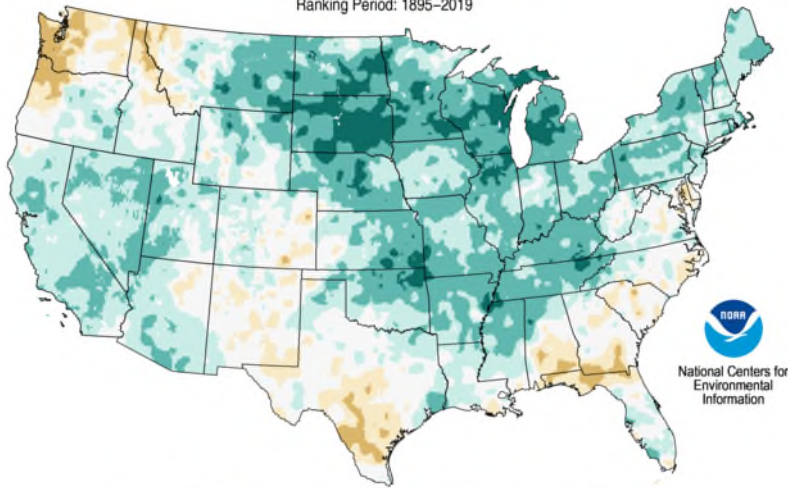 Ranking Period: 1895–2019
NOAA
National Centers for
Environmental
Information